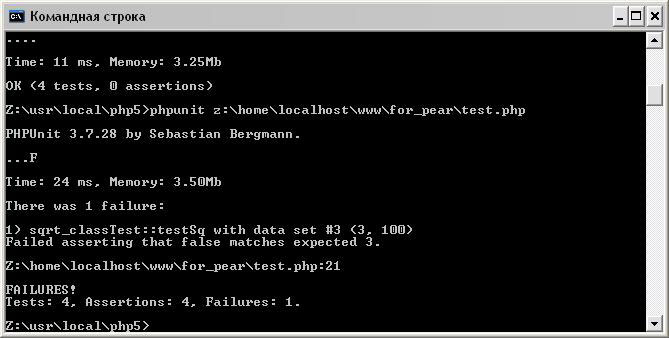 Командная строка
....
Time: 11 ms, Memory: 3.25Mb
OK (4 tests, 0 assertions)
Z:\usr\local\php5>phpunit z:\home\localhost\www\for_pear\test.php
PHPUnit 3.7.28 by Sebastian Bergmann.
...F
Time: 24 ms, Memory: 3.50Mb
There was 1 failure:
1) sqrt_classTest::testSq with data set #3 (3, 100)
Failed asserting that false matches expected 3.
Z:\home\localhost\www\for_pear\test.php:21
FAILURES!
Tests: 4, Assertions: 4, Failures: 1.
Z:\usr\local\php5>